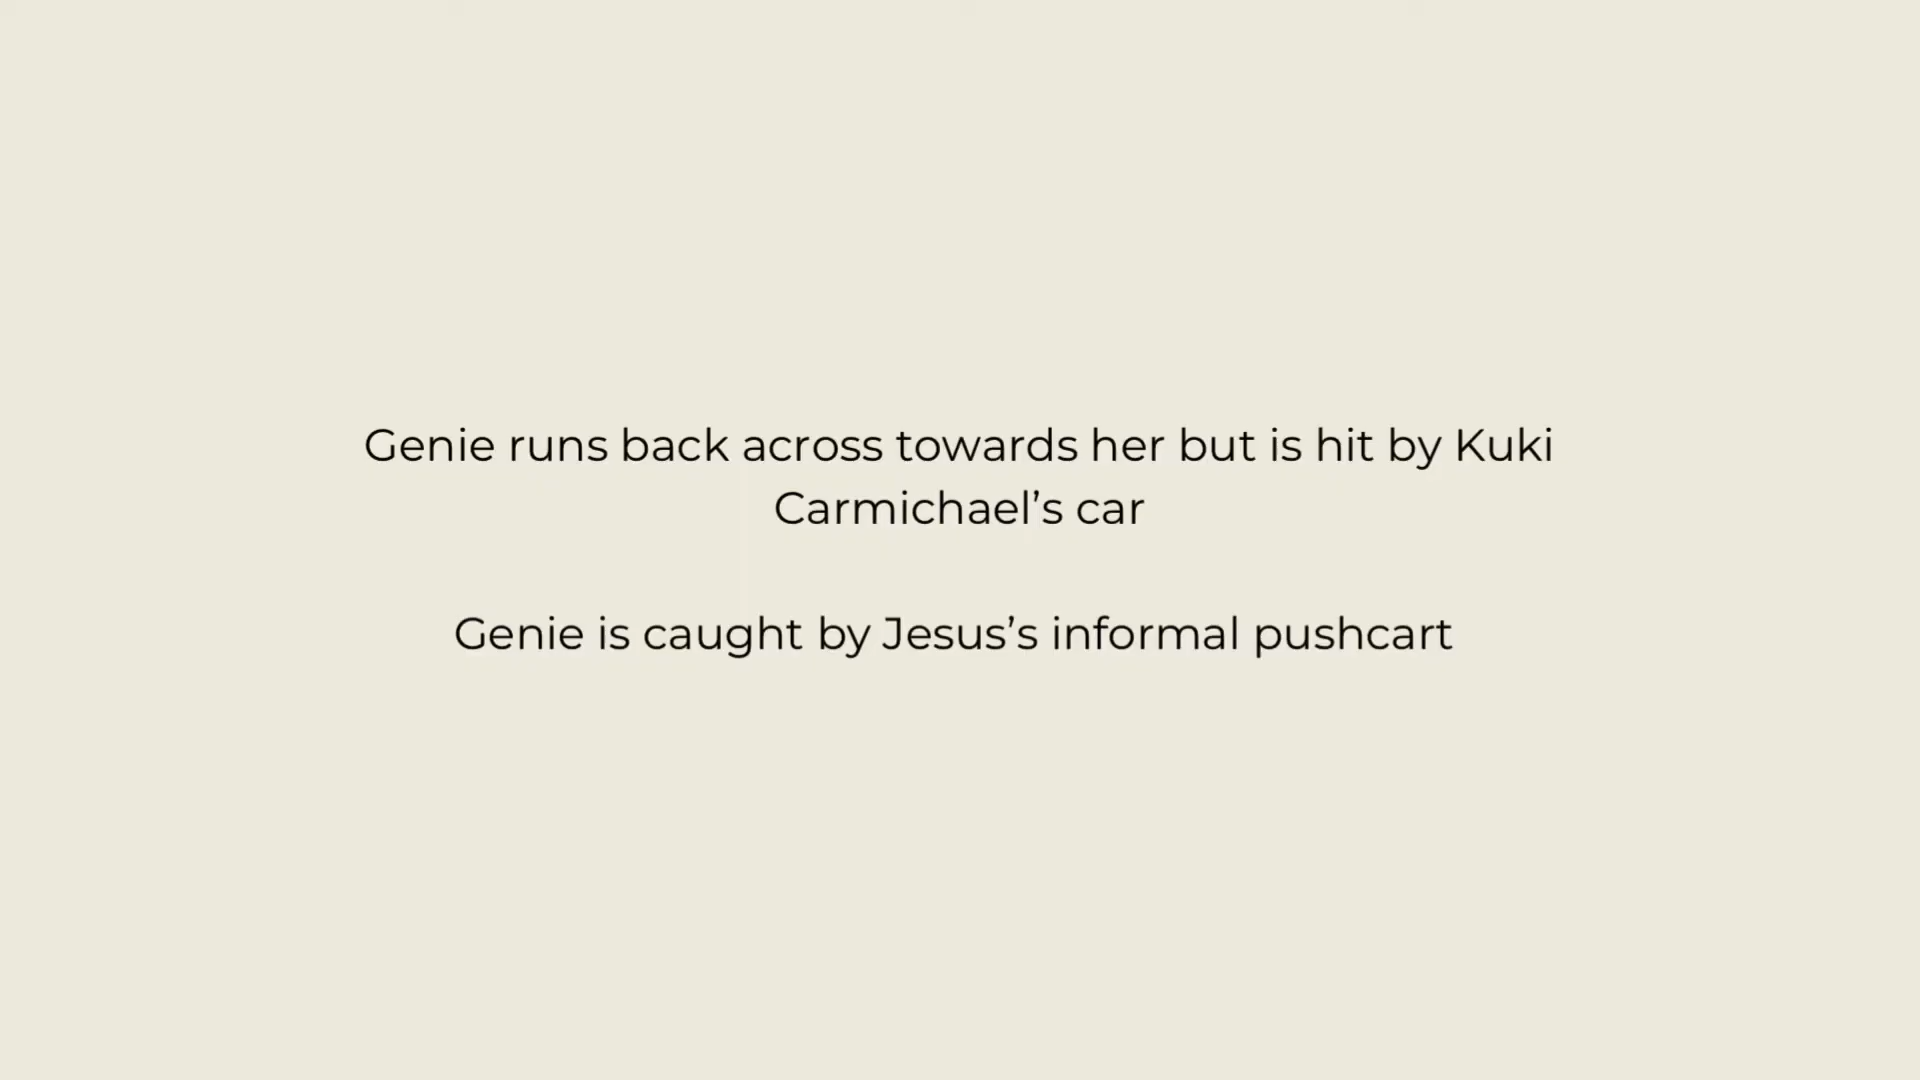 Genie runs back across towards her but is hit by Kuki
Carmichael’s car
Genie is caught by Jesus’s informal pushcart